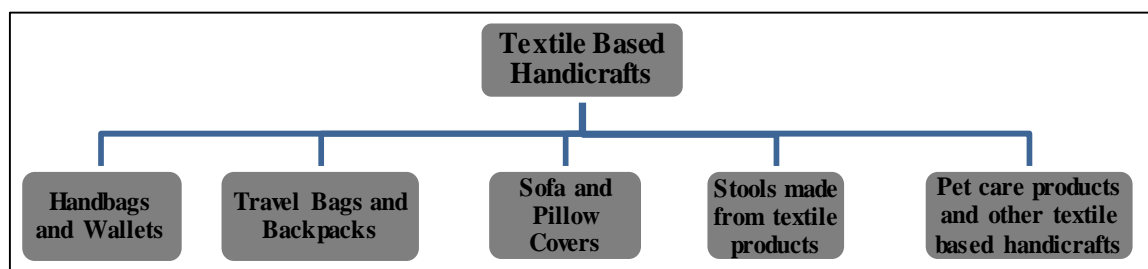 Textile Based
Handicrafts
Handbags
and Wallets
Travel Bags and
Backpacks
Sofa and
Pillow
Covers
Stools made
from textile
products
Pet care products
and other textile
based handicrafts